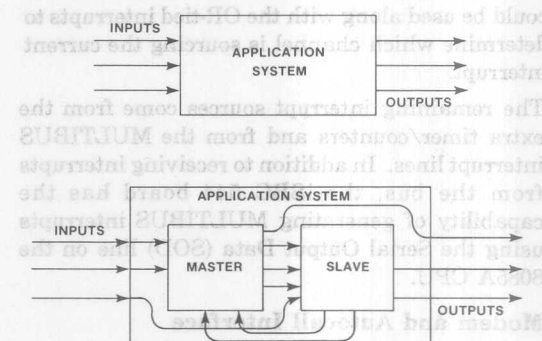 could be used along with the OR-tied interrupts to
INPUTS
determine which channel is sourcing the current
APPLICATION
SYSTEM
interrupt.
OUTPUTS
The remaining interrupt sources come from the
extra timer/counters and from the MULTIBUS
interrupt lines. In addition to receiving interrupts
from the bus, the board has the
APPLICATION SYSTEM
capability of generating MULTIBUS interrupts
INPUTS
using the Serial Output Data (SOD) line on the
MASTER SLAVE
8085A CPU.
OUTPUTS
Modem and Autocall Interface